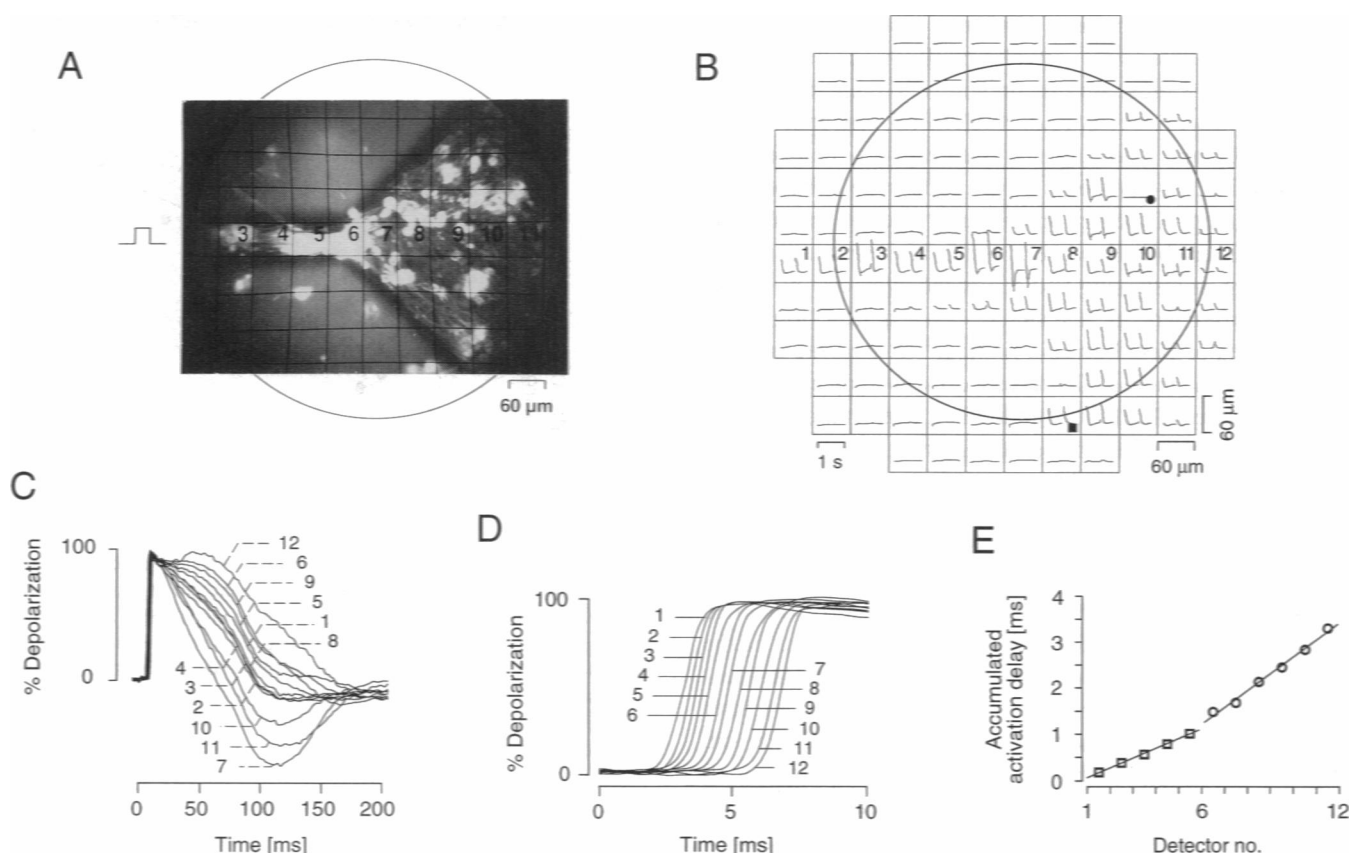 A
3 4 5 6 7 8 9 10 11
60 µm
B
1 2 3 4 5 6 7 8 9 10 11 12
1 s
60 µm
60 µm
C
% Depolarization
100
0
12
6
9
5
1
8
4
3
2
10
11
7
0 50 100 150 200
Time [ms]
D
% Depolarization
100
0
1
2
3
4
5
6
7
8
9
10
11
12
0 5 10
Time [ms]
E
Accumulated
activation delay [ms]
4
3
2
1
0
1 6 12
Detector no.